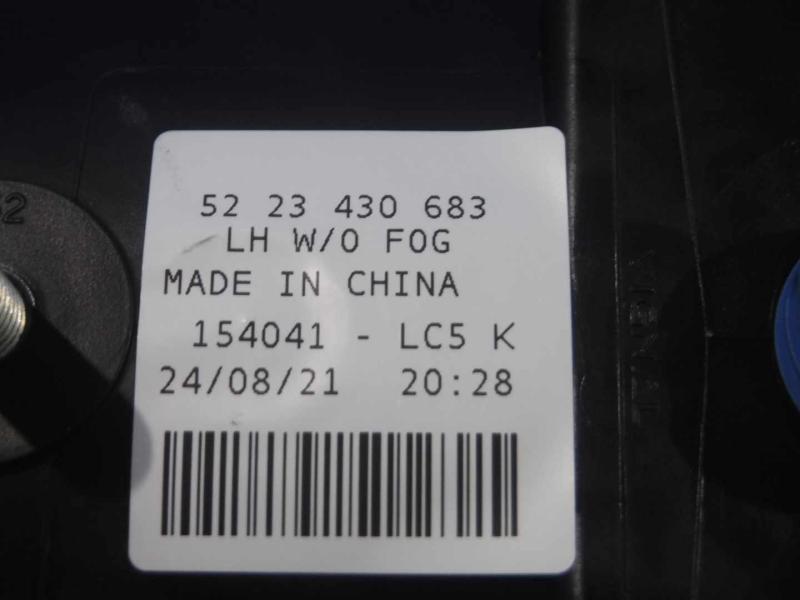 52 23 430 683
LH W/O FOG
MADE IN CHINA
154041 - LC5 K
24/08/21 20:28